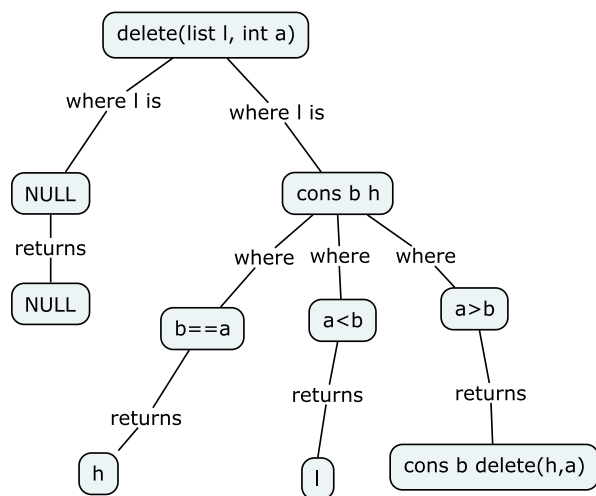 delete(list l, int a)
where l is
where l is
NULL
cons b h
returns
where
where
where
NULL
b==a
a<b
a>b
returns
returns
returns
h
l
cons b delete(h,a)